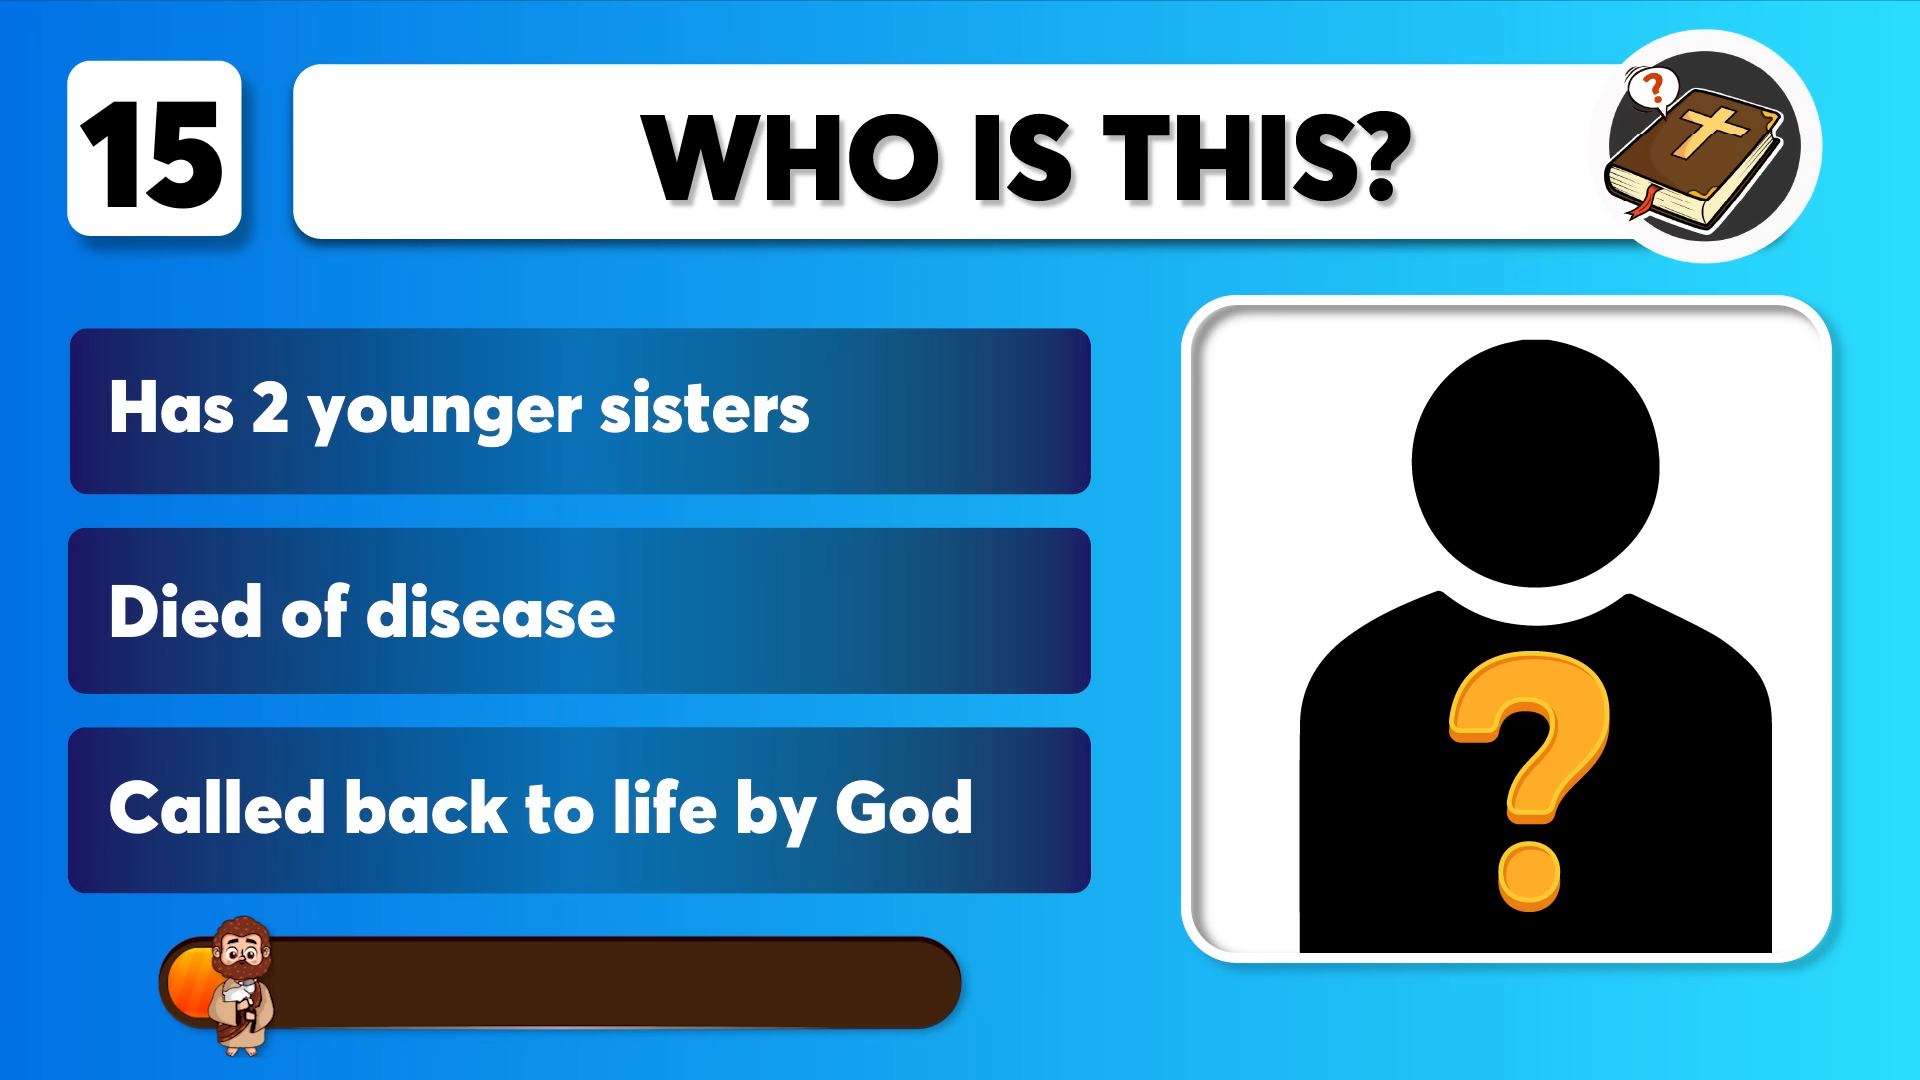 15
WHO IS THIS?
?
Has 2 younger sisters
Died of disease
Called back to life by God
?